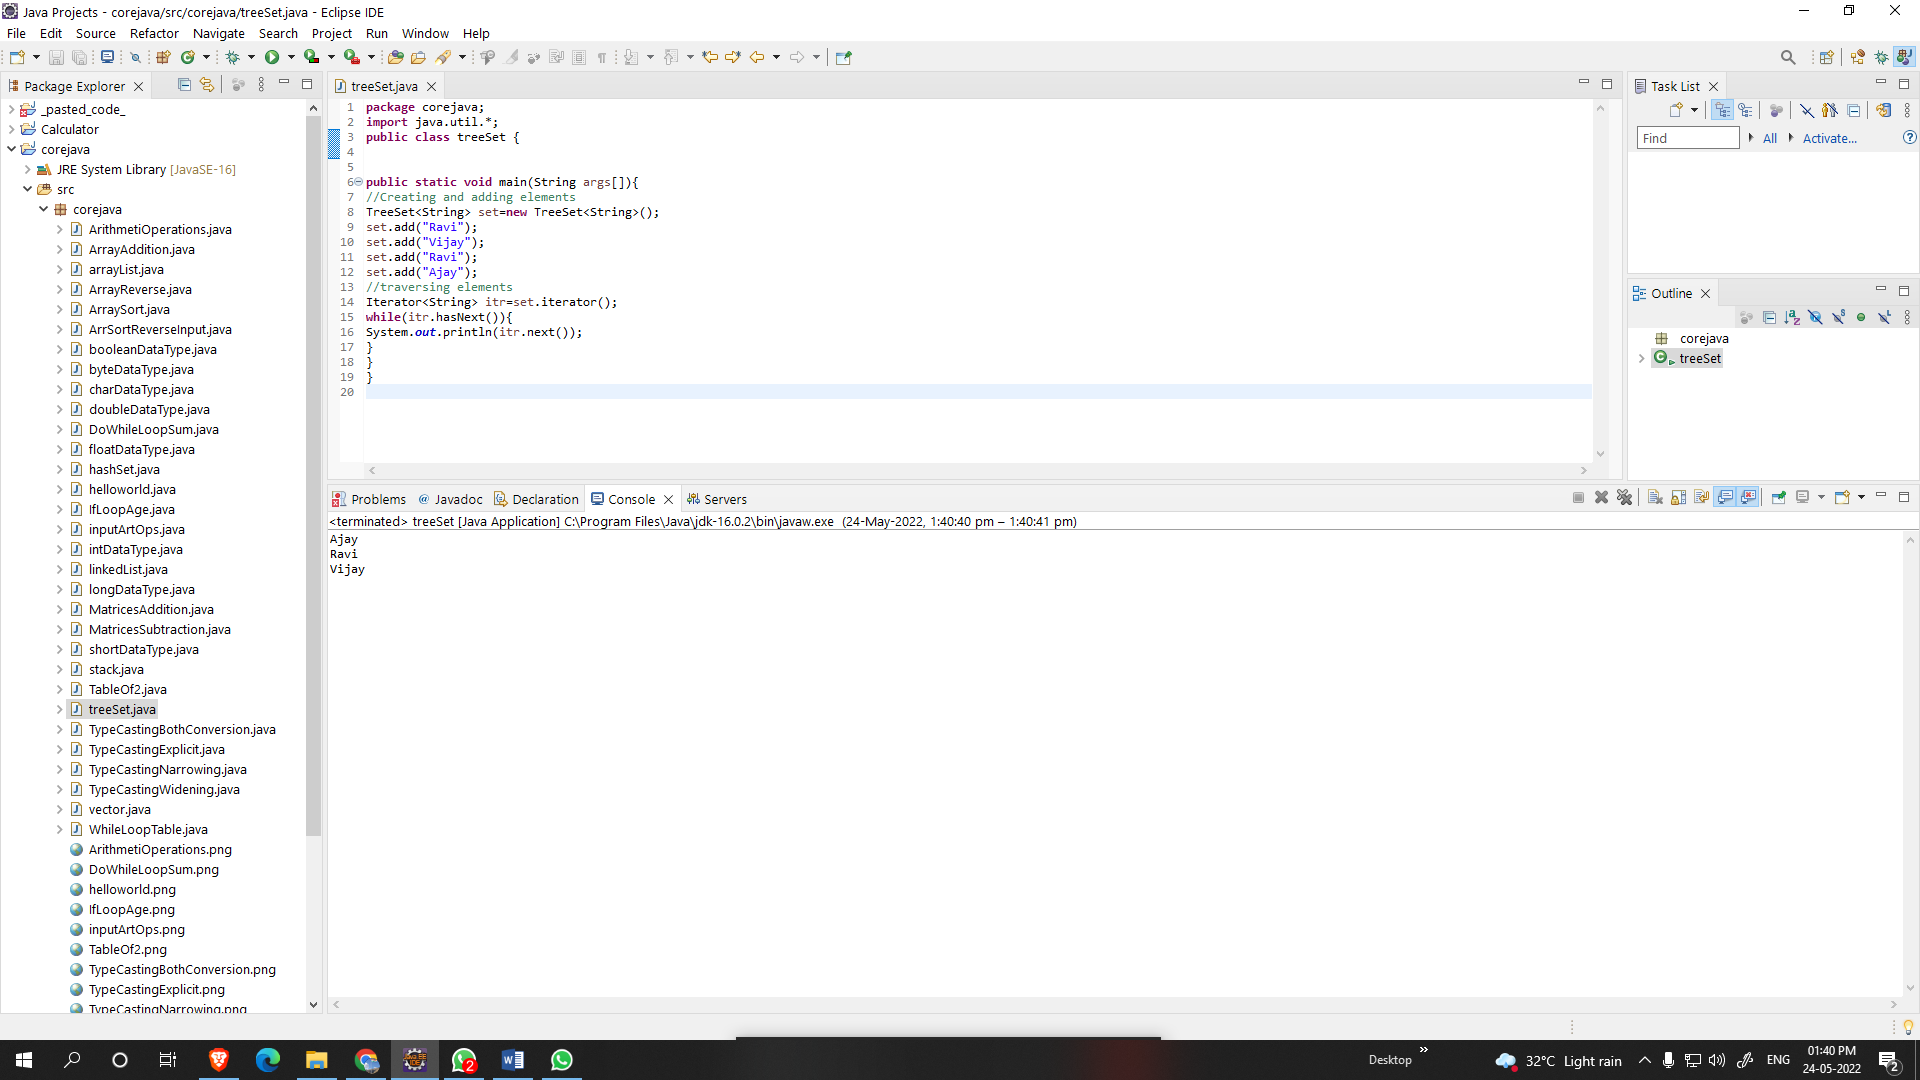 Java Projects - corejava/src/corejava/treeSet.java - Eclipse IDE
File Edit Source Refactor Navigate Search Project Run Window Help
Package Explorer
_pasted_code_
Calculator
corejava
JRE System Library [JavaSE-16]
src
corejava
ArithmetiOperations.java
ArrayAddition.java
arrayList.java
ArrayReverse.java
ArraySort.java
ArrSortReverseInput.java
booleanDataType.java
byteDataType.java
charDataType.java
doubleDataType.java
DoWhileLoopSum.java
floatDataType.java
hashSet.java
helloworld.java
IfLoopAge.java
inputArtOps.java
intDataType.java
linkedList.java
longDataType.java
MatricesAddition.java
MatricesSubtraction.java
shortDataType.java
stack.java
TableOf2.java
treeSet.java
TypeCastingBothConversion.java
TypeCastingExplicit.java
TypeCastingNarrowing.java
TypeCastingWidening.java
vector.java
WhileLoopTable.java
ArithmetiOperations.png
DoWhileLoopSum.png
helloworld.png
IfLoopAge.png
inputArtOps.png
TableOf2.png
TypeCastingBothConversion.png
TypeCastingExplicit.png
TypeCastingNarrowing.png
treeSet.java
1 package corejava;
2 import java.util.*;
3 public class treeSet {
4
5
6 public static void main(String args[]){
7 //Creating and adding elements
8 TreeSet<String> set=new TreeSet<String>();
9 set.add("Ravi");
10 set.add("Vijay");
11 set.add("Ravi");
12 set.add("Ajay");
13 //traversing elements
14 Iterator<String> itr=set.iterator();
15 while(itr.hasNext()){
16 System.out.println(itr.next());
17 }
18 }
19 }
20
Problems @ Javadoc Declaration Console Servers
<terminated> treeSet [Java Application] C:\Program Files\Java\jdk-16.0.2\bin\javaw.exe (24-May-2022, 1:40:40 pm – 1:40:41 pm)
Ajay
Ravi
Vijay
Task List
Find All Activate...
Outline
corejava
treeSet
Desktop 32°C Light rain ENG 01:40 PM
24-05-2022
2
2